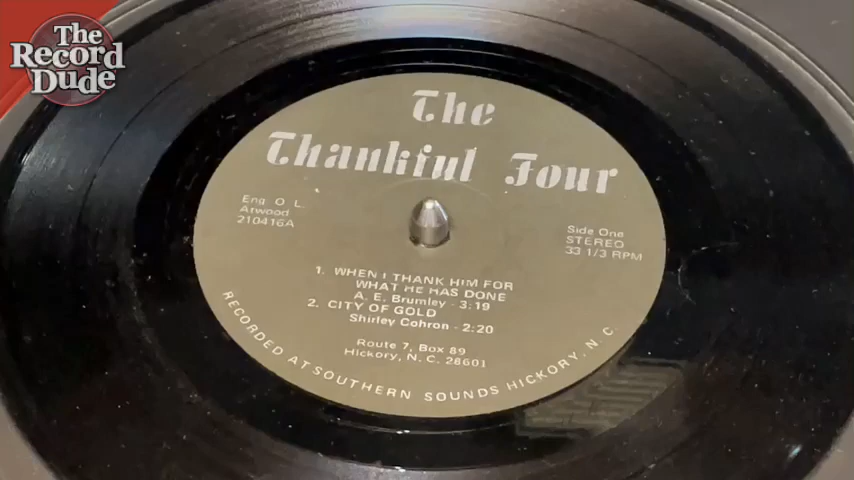 The
Record
Dude
The
Thankful Four
Eng. O. L.
Atwood
210416A
Side One
STEREO
33 1/3 RPM
1. WHEN I THANK HIM FOR
WHAT HE HAS DONE
A. E. Brumley - 3:19
2. CITY OF GOLD
Shirley Cohron - 2:20
Route 7, Box 89
Hickory, N. C. 28601
RECORDED AT SOUTHERN SOUNDS HICKORY, N. C.